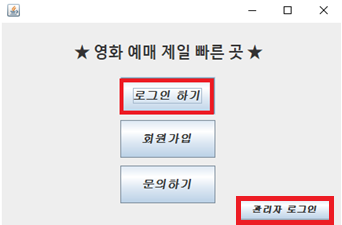 ★ 영화 예매 제일 빠른 곳 ★
로그인 하기
회원가입
문의하기
관리자 로그인